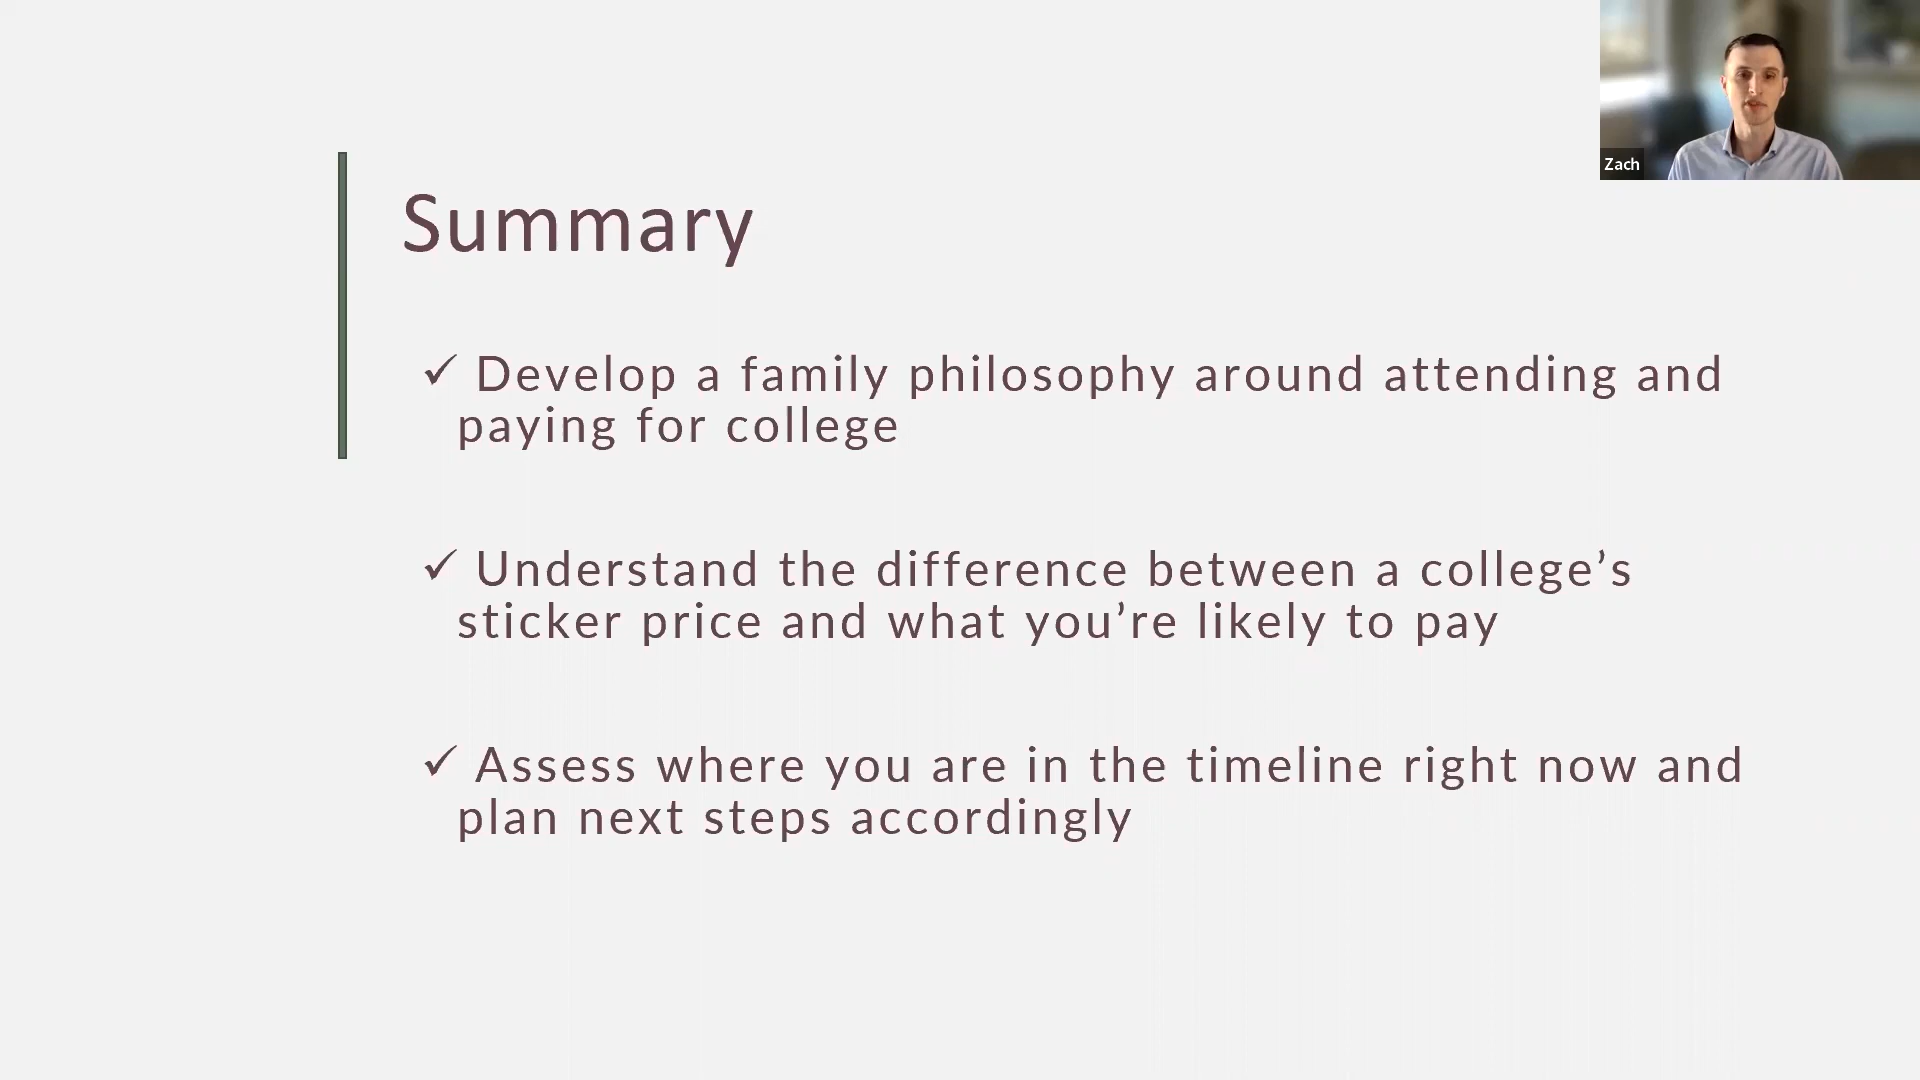 Summary
✓ Develop a family philosophy around attending and
paying for college
✓ Understand the difference between a college’s
sticker price and what you’re likely to pay
✓ Assess where you are in the timeline right now and
plan next steps accordingly
Zach